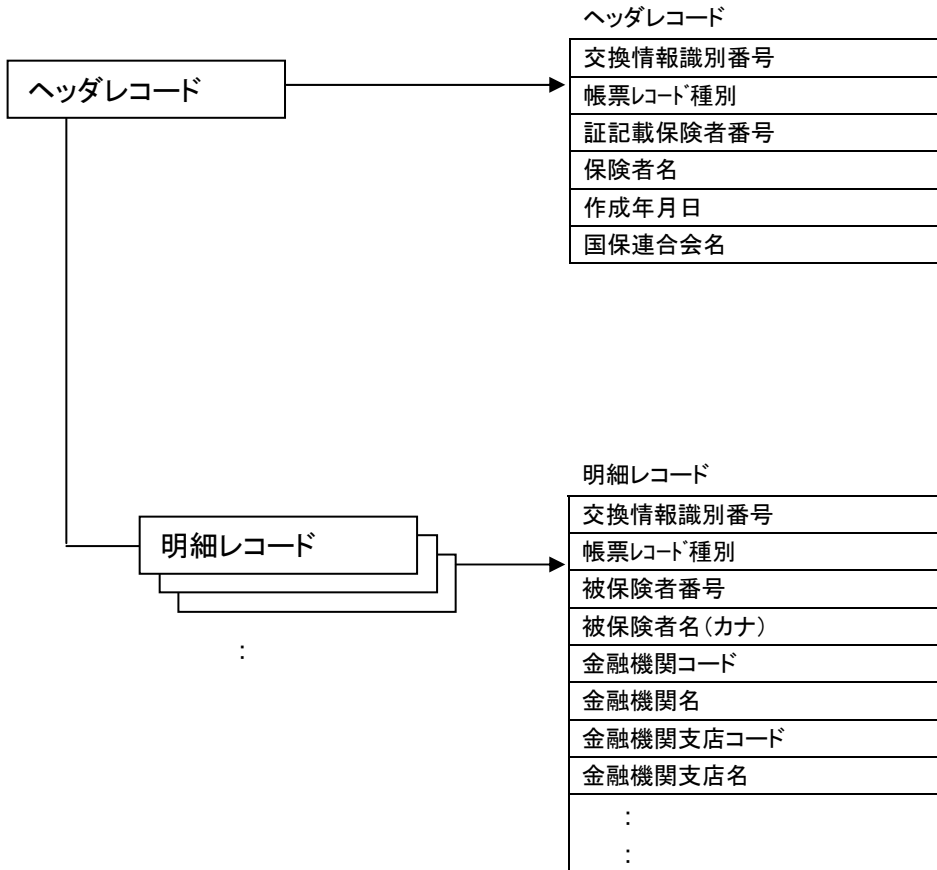 ヘッダレコード
ヘッダレコード
交換情報識別番号
帳票ﾚｺｰﾄﾞ種別
証記載保険者番号
保険者名
作成年月日
国保連合会名
明細レコード
明細レコード
交換情報識別番号
帳票ﾚｺｰﾄﾞ種別
被保険者番号
被保険者名(カナ)
金融機関コード
金融機関名
金融機関支店コード
金融機関支店名
:
:
: